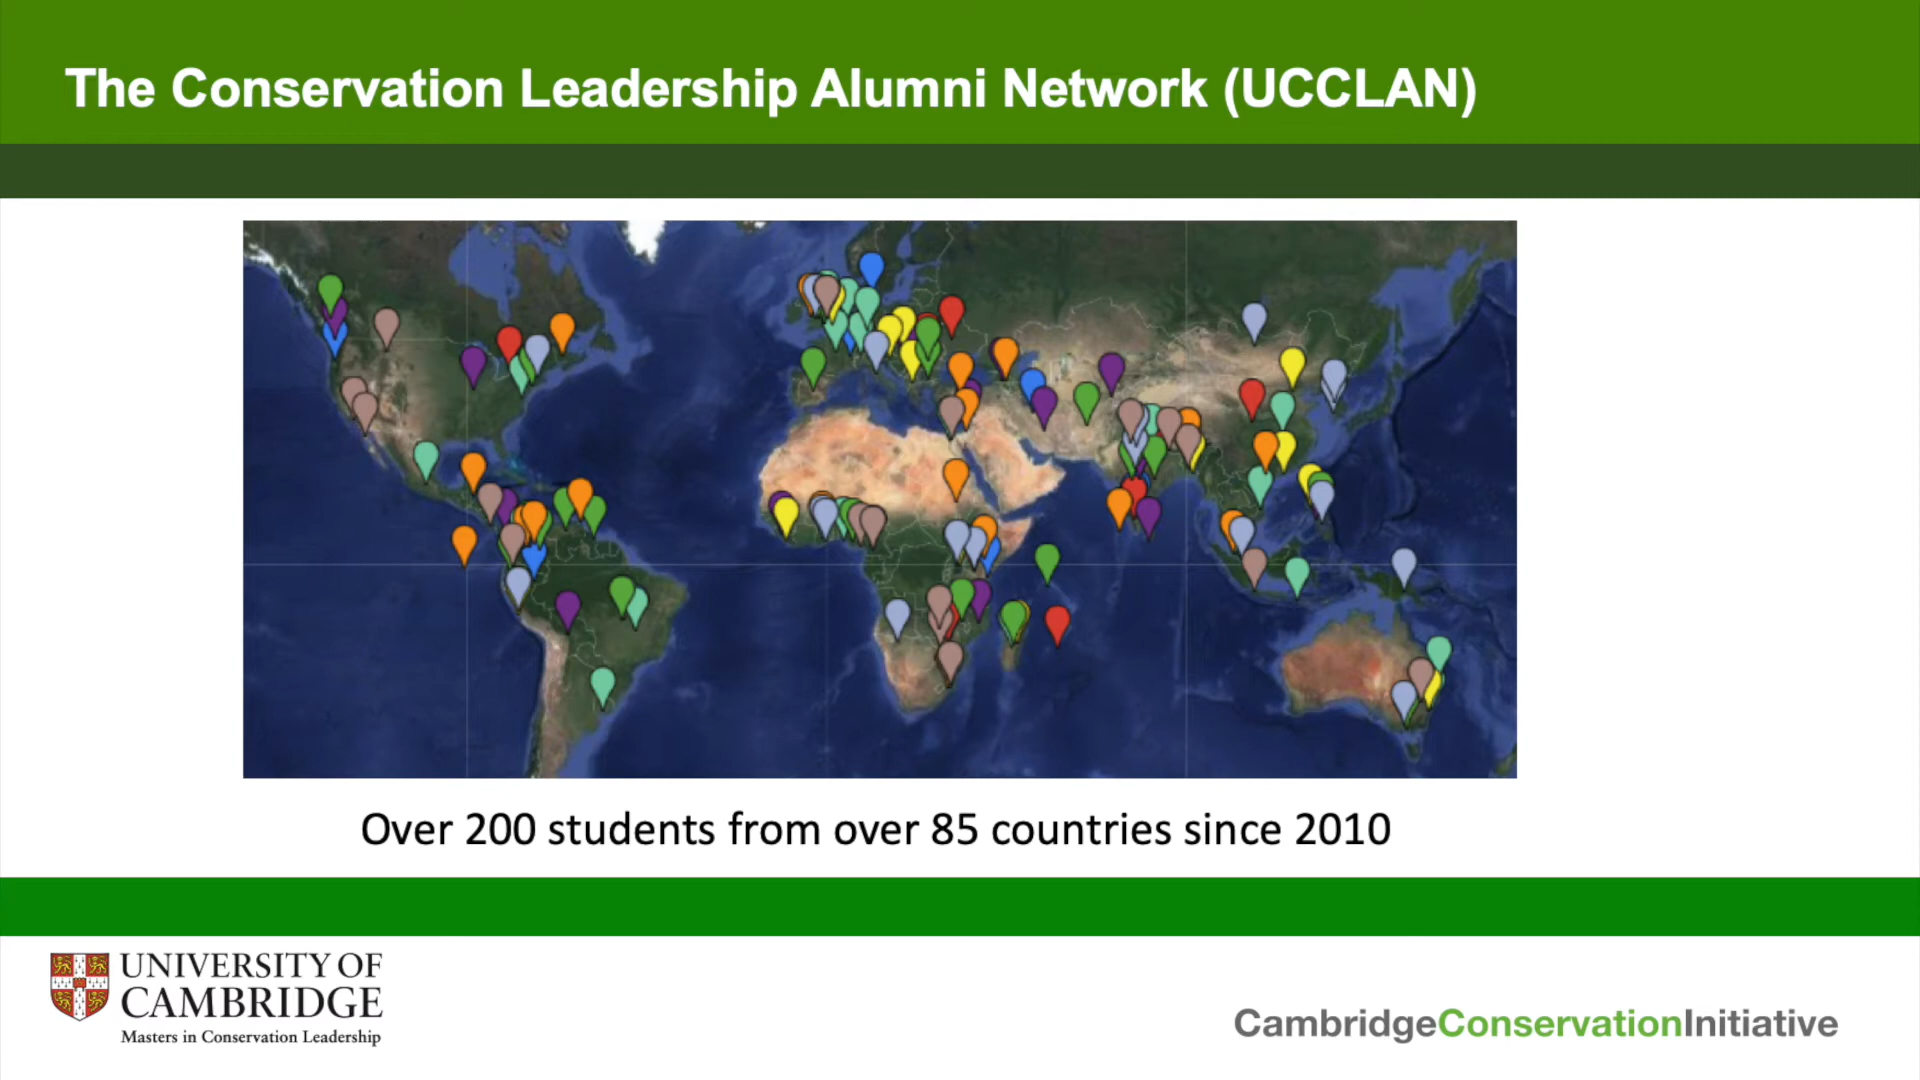 The Conservation Leadership Alumni Network (UCCLAN)
Over 200 students from over 85 countries since 2010
UNIVERSITY OF
CAMBRIDGE
Masters in Conservation Leadership
CambridgeConservationInitiative